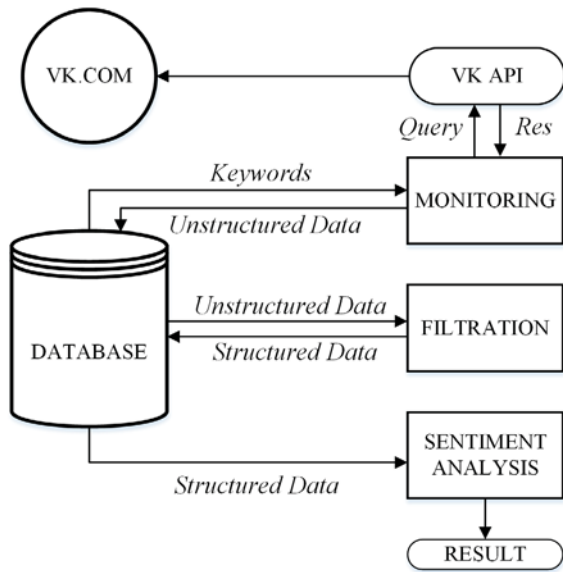 VK.COM
VK API
Query
Res
Keywords
MONITORING
Unstructured Data
Unstructured Data
FILTRATION
DATABASE
Structured Data
SENTIMENT
ANALYSIS
Structured Data
RESULT